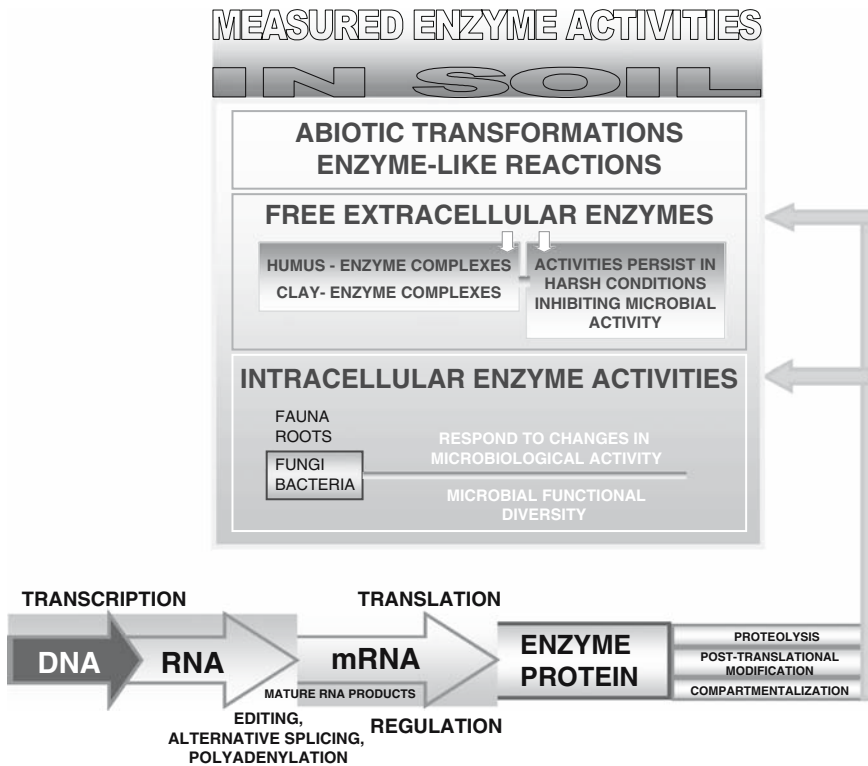 MEASURED ENZYME ACTIVITIES
IN SOIL
ABIOTIC TRANSFORMATIONS
ENZYME-LIKE REACTIONS
FREE EXTRACELLULAR ENZYMES
HUMUS - ENZYME COMPLEXES
CLAY- ENZYME COMPLEXES
ACTIVITIES PERSIST IN
HARSH CONDITIONS
INHIBITING MICROBIAL
ACTIVITY
INTRACELLULAR ENZYME ACTIVITIES
FAUNA
ROOTS
FUNGI
BACTERIA
RESPOND TO CHANGES IN
MICROBIOLOGICAL ACTIVITY
MICROBIAL FUNCTIONAL
DIVERSITY
TRANSCRIPTION
TRANSLATION
DNA
RNA
mRNA
MATURE RNA PRODUCTS
ENZYME
PROTEIN
PROTEOLYSIS
POST-TRANSLATIONAL
MODIFICATION
COMPARTMENTALIZATION
EDITING,
ALTERNATIVE SPLICING,
POLYADENYLATION
REGULATION